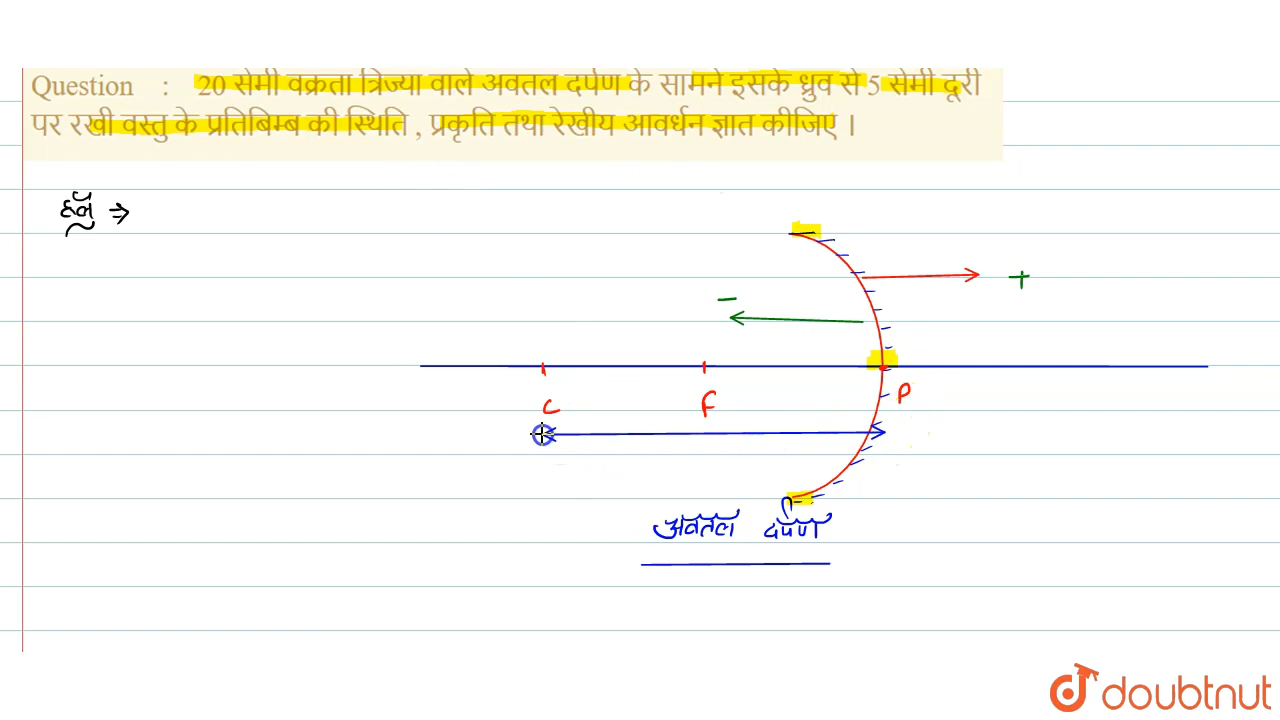 Question : 20 सेमी वक्रता त्रिज्या वाले अवतल दर्पण के सामने इसके ध्रुव से 5 सेमी दूरी
पर रखी वस्तु के प्रतिबिम्ब की स्थिति , प्रकृति तथा रेखीय आवर्धन ज्ञात कीजिए ।
हल ⇒
+
−
C F P
अवतल दर्पण
doubtnut